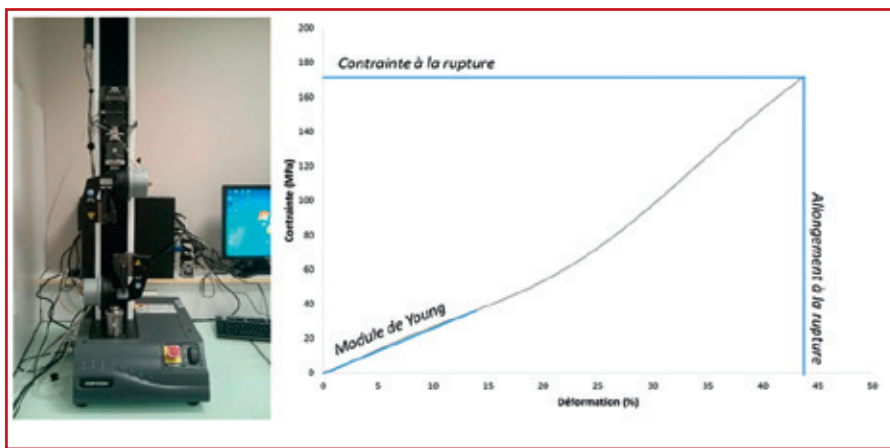 200
180
160
140
120
100
80
60
40
20
0
Contrainte (MPa)
Contrainte à la rupture
Module de Young
Allongement à la rupture
0 5 10 15 20 25 30 35 40 45 50
Déformation (%)